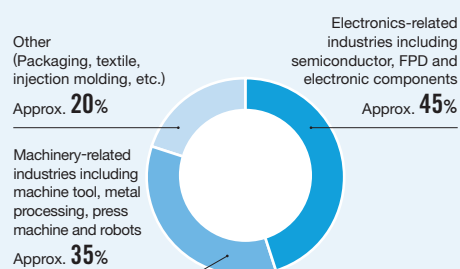 Other
(Packaging, textile,
injection molding, etc.)
Approx. 20%
Electronics-related
industries including
semiconductor, FPD and
electronic components
Approx. 45%
Machinery-related
industries including
machine tool, metal
processing, press
machine and robots
Approx. 35%